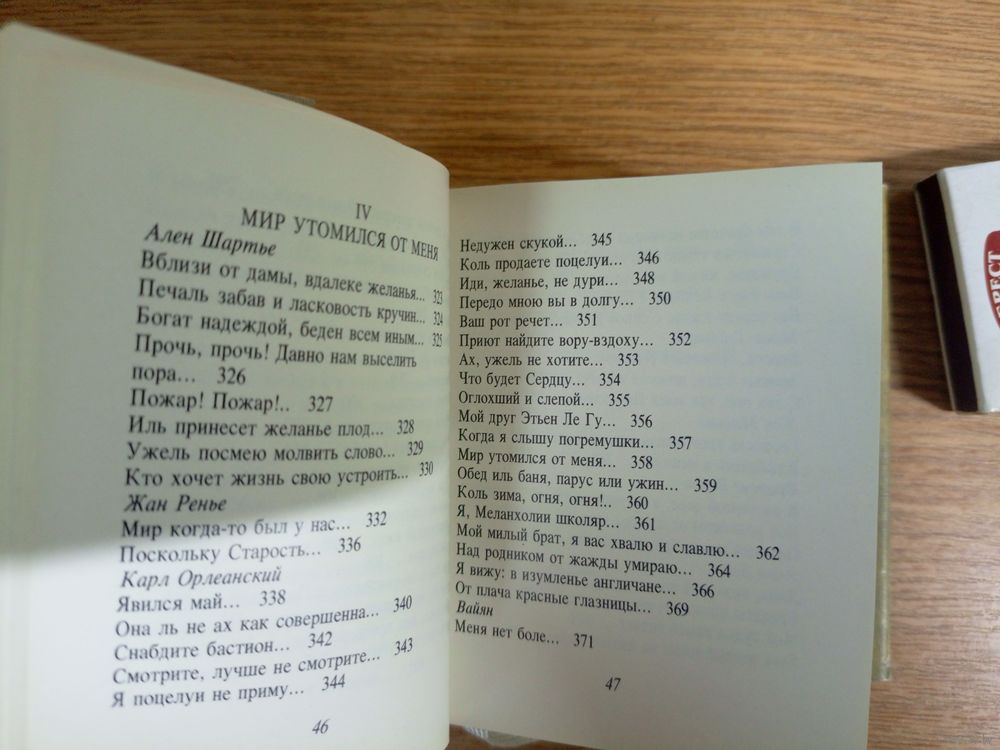 IV
МИР УТОМИЛСЯ ОТ МЕНЯ
Ален Шартье
Вблизи от дамы, вдалеке желанья... 323
Печаль забав и ласковость кручин... 324
Богат надеждой, беден всем иным... 325
Прочь, прочь! Давно нам выселить
пора... 326
Пожар! Пожар!.. 327
Иль принесет желанье плод... 328
Ужель посмею молвить слово... 329
Кто хочет жизнь свою устроить... 330
Жан Ренье
Мир когда-то был у нас... 332
Поскольку Старость... 336
Карл Орлеанский
Явился май... 338
Она ль не ах как совершенна... 340
Снабдите бастион... 342
Смотрите, лучше не смотрите... 343
Я поцелуи не приму... 344
46
Недужен скукой... 345
Коль продаете поцелуи... 346
Иди, желанье, не дури... 348
Передо мною вы в долгу... 350
Ваш рот речет... 351
Приют найдите вору-вздоху... 352
Ах, ужель не хотите... 353
Что будет Сердцу... 354
Оглохший и слепой... 355
Мой друг Этьен Ле Гу... 356
Когда я слышу погремушки... 357
Мир утомился от меня... 358
Обед иль баня, парус или ужин... 359
Коль зима, огня, огня!.. 360
Я, Меланхолии школяр... 361
Мой милый брат, я вас хвалю и славлю... 362
Над родником от жажды умираю... 364
Я вижу: в изумленье англичане... 366
От плача красные глазницы... 369
Вайян
Меня нет боле... 371
47